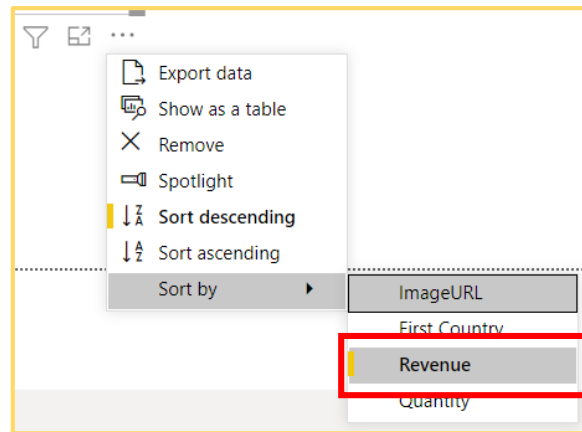 Export data
Show as a table
Remove
Spotlight
Sort descending
Sort ascending
Sort by
ImageURL
First Country
Revenue
Quantity